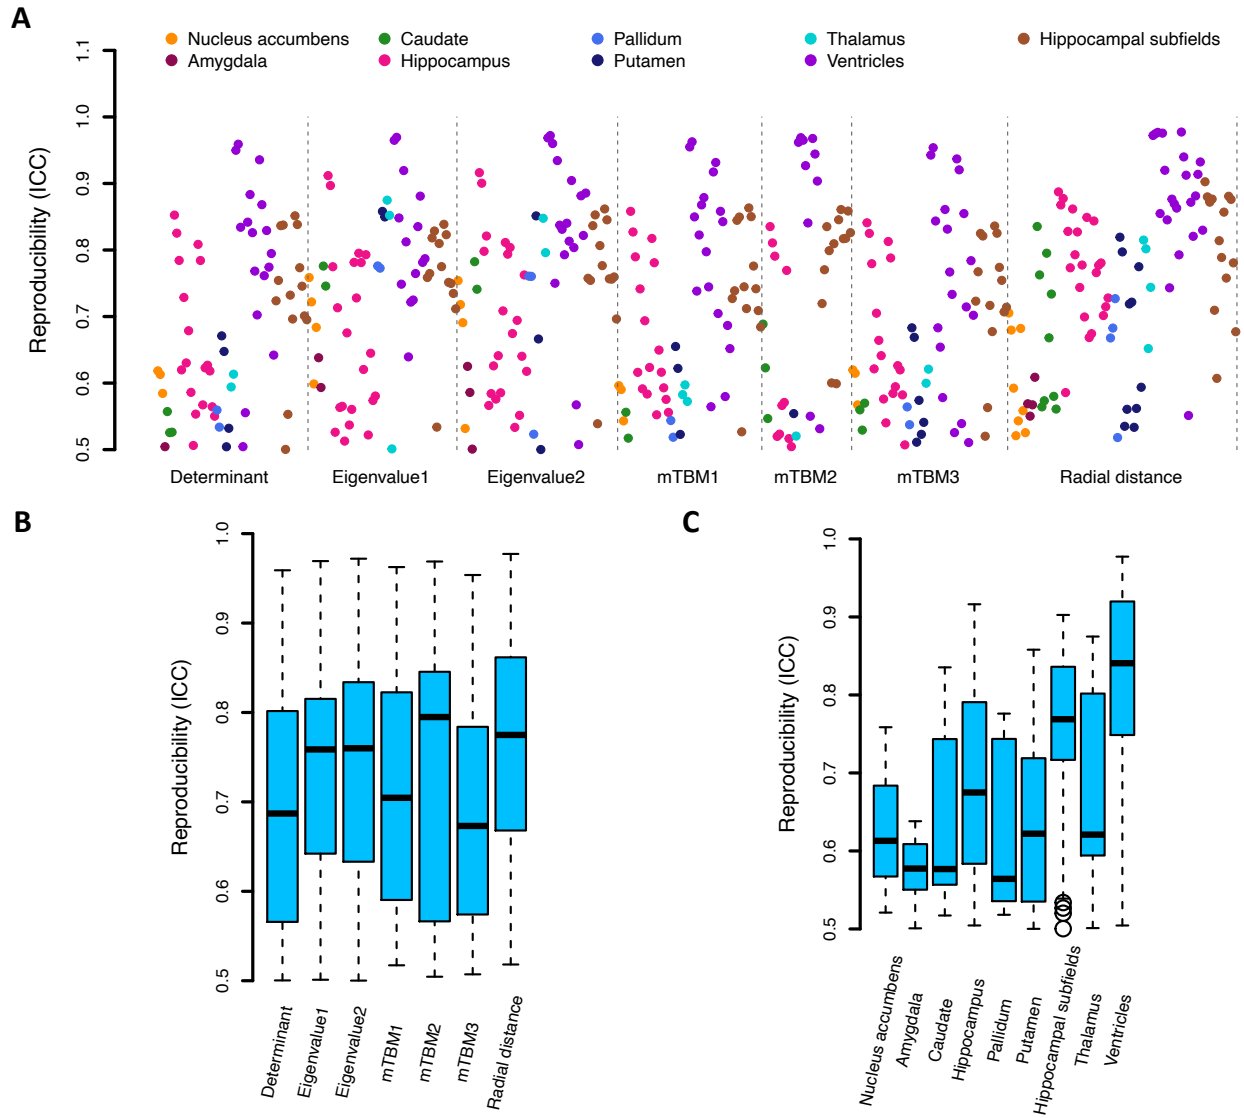 A
Nucleus accumbens
Caudate
Pallidum
Thalamus
Hippocampal subfields
Amygdala
Hippocampus
Putamen
Ventricles
Reproducibility (ICC)
1.1
1.0
0.9
0.8
0.7
0.6
0.5
Determinant
Eigenvalue1
Eigenvalue2
mTBM1
mTBM2
mTBM3
Radial distance
B
Reproducibility (ICC)
1.0
0.9
0.8
0.7
0.6
0.5
Determinant
Eigenvalue1
Eigenvalue2
mTBM1
mTBM2
mTBM3
Radial distance
C
Reproducibility (ICC)
1.0
0.9
0.8
0.7
0.6
0.5
Nucleus accumbens
Amygdala
Caudate
Hippocampus
Pallidum
Putamen
Hippocampal subfields
Thalamus
Ventricles